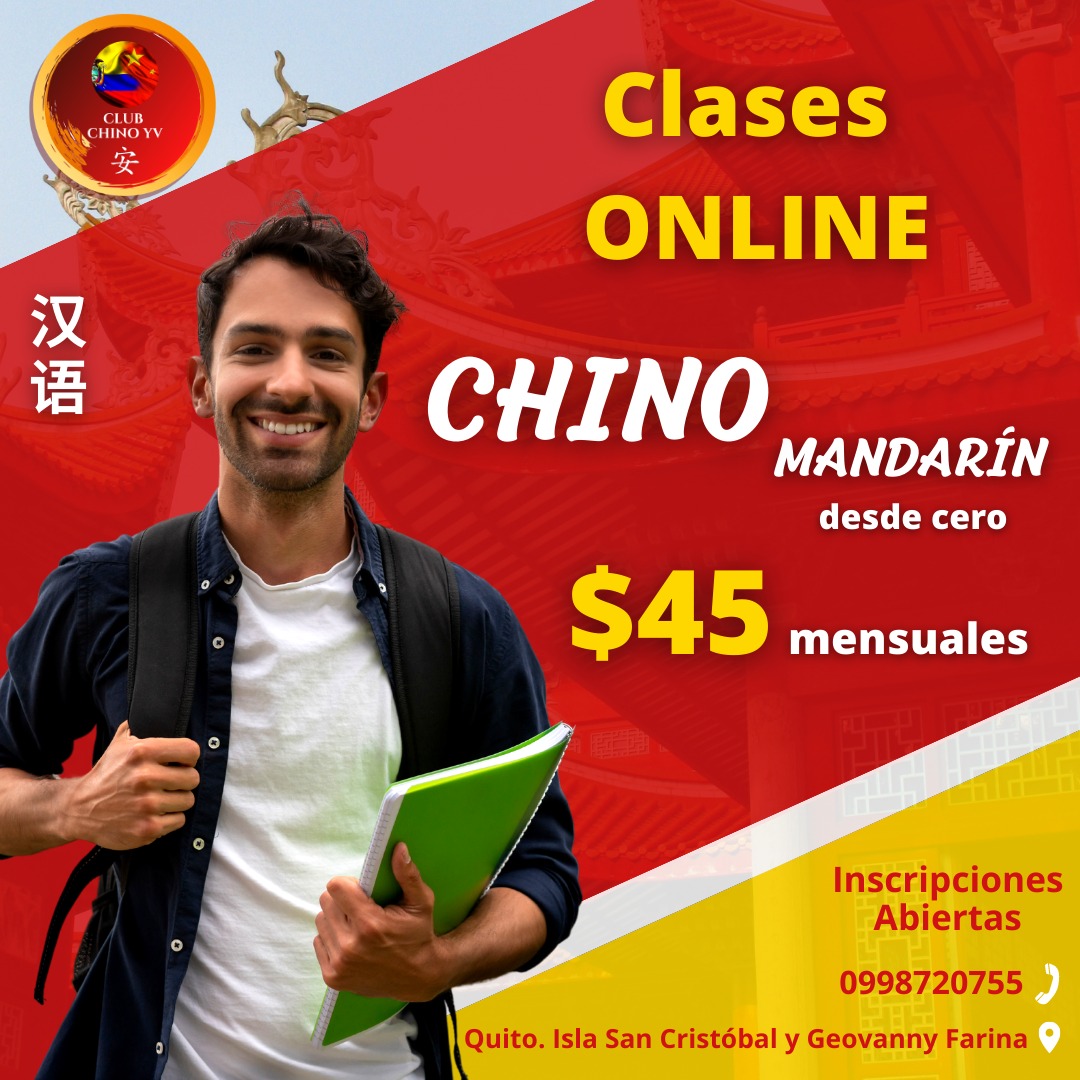 CLUB
CHINO YV
安
Clases
ONLINE
汉
语
CHINO
MANDARÍN
desde cero
$45 mensuales
Inscripciones
Abiertas
0998720755
Quito. Isla San Cristóbal y Geovanny Farina